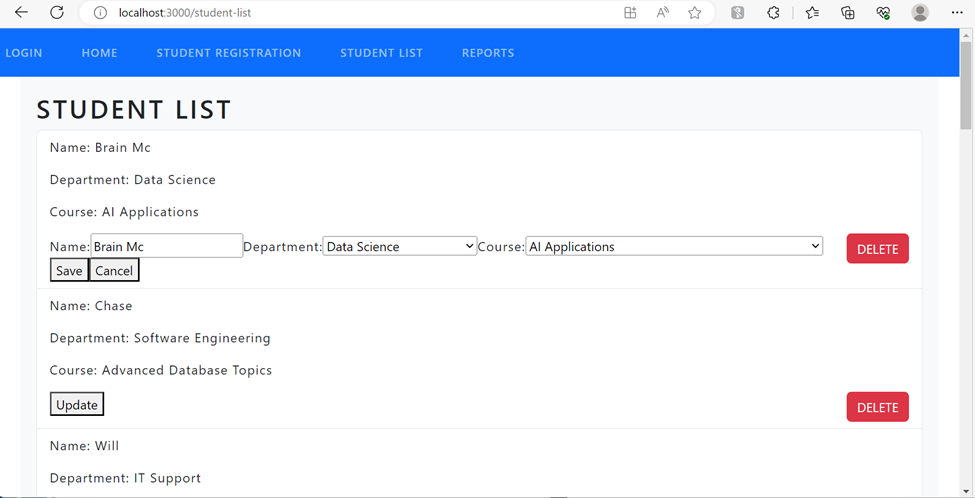 localhost:3000/student-list
LOGIN HOME STUDENT REGISTRATION STUDENT LIST REPORTS
STUDENT LIST
Name: Brain Mc
Department: Data Science
Course: AI Applications
Name: Brain Mc Department: Data Science Course: AI Applications DELETE
Save Cancel
Name: Chase
Department: Software Engineering
Course: Advanced Database Topics
Update DELETE
Name: Will
Department: IT Support